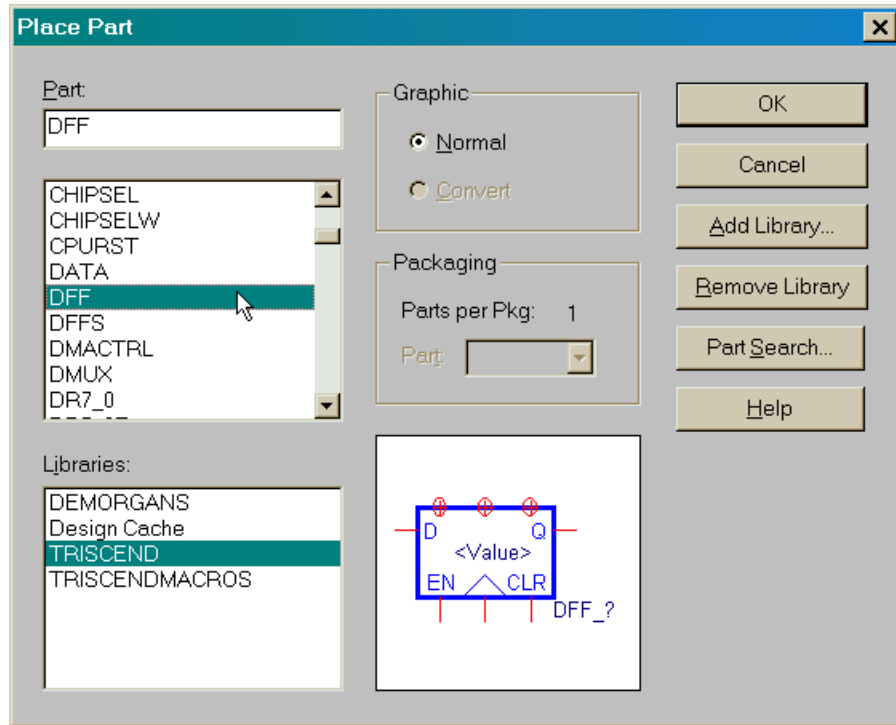 Place Part
Part:
DFF
CHIPSEL
CHIPSELW
CPURST
DATA
DFF
DFFS
DMACTRL
DMUX
DR7_0
Libraries:
DEMORGANS
Design Cache
TRISCEND
TRISCENDMACROS
Graphic
Normal
Convert
Packaging
Parts per Pkg: 1
Part:
D Q
<Value>
EN CLR
DFF_?
OK
Cancel
Add Library...
Remove Library
Part Search...
Help